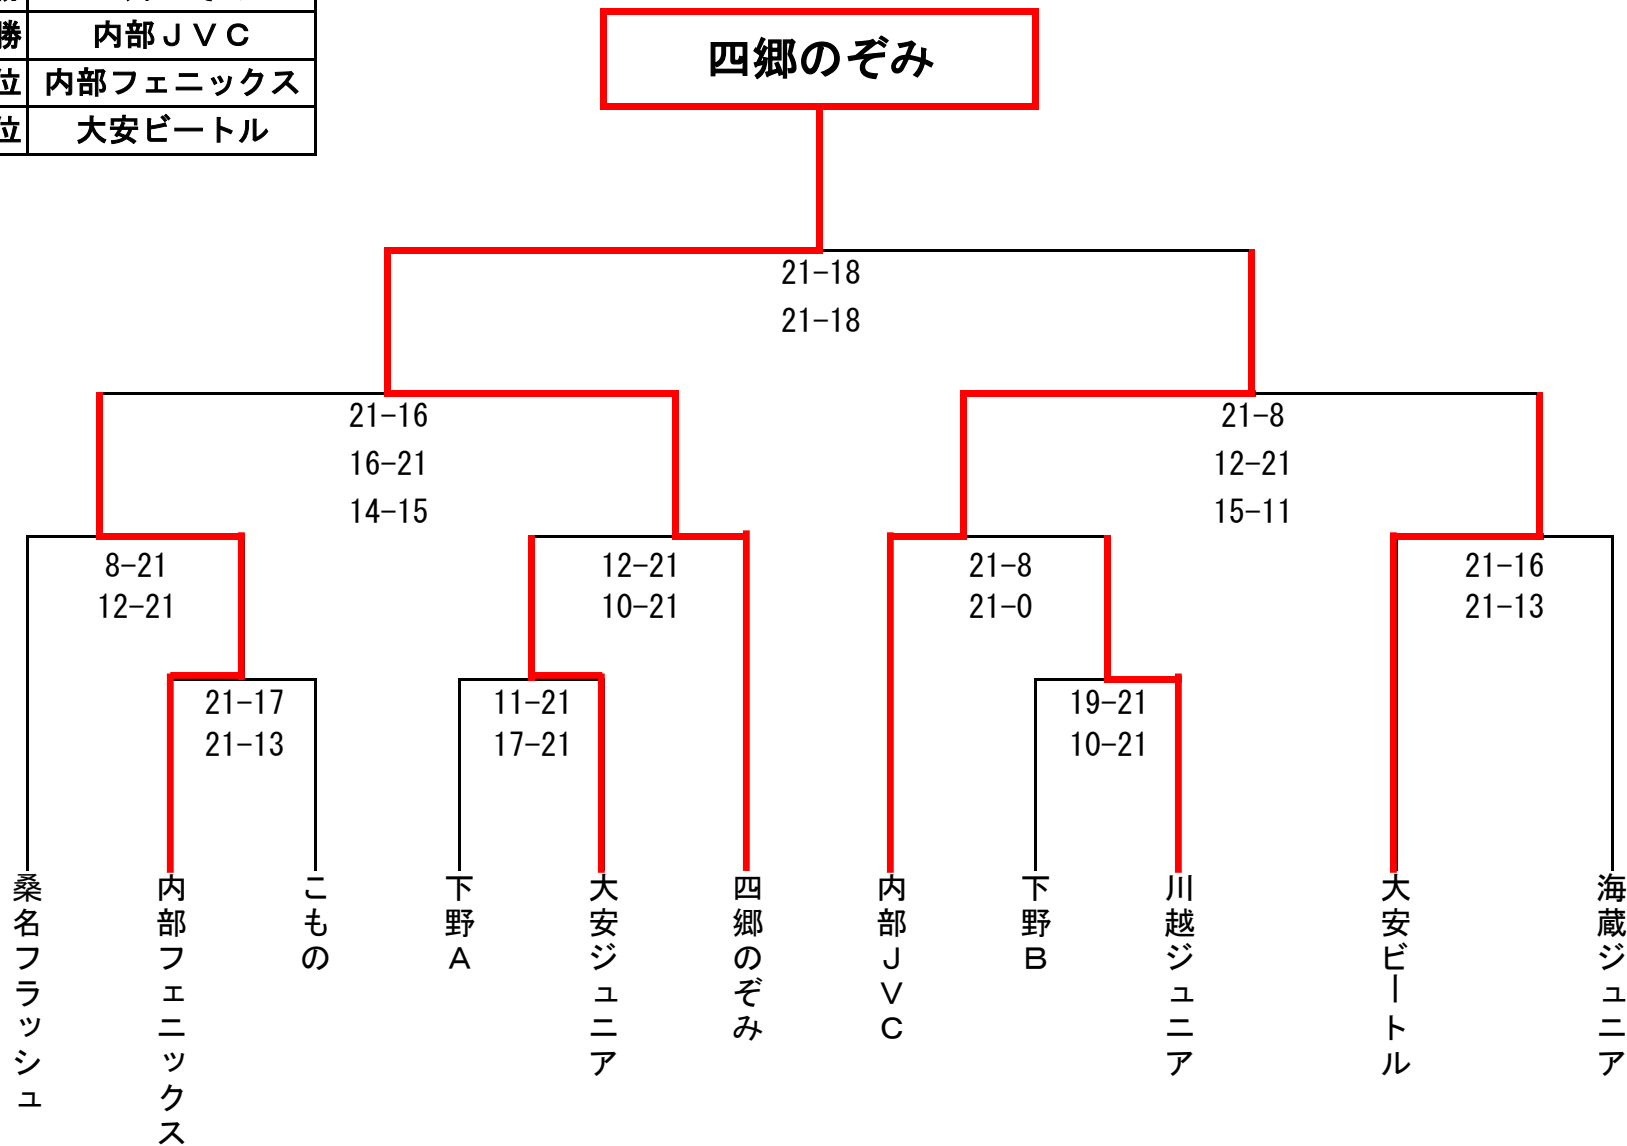 勝 内部ＪＶＣ
位 内部フェニックス
位 大安ビートル
四郷のぞみ
21-18
21-18
21-16
16-21
14-15
21-8
12-21
15-11
8-21
12-21
12-21
10-21
21-8
21-0
21-16
21-13
21-17
21-13
11-21
17-21
19-21
10-21
桑名フラッシュ
内部フェニックス
こもの
下野Ａ
大安ジュニア
四郷のぞみ
内部ＪＶＣ
下野Ｂ
川越ジュニア
大安ビートル
海蔵ジュニア